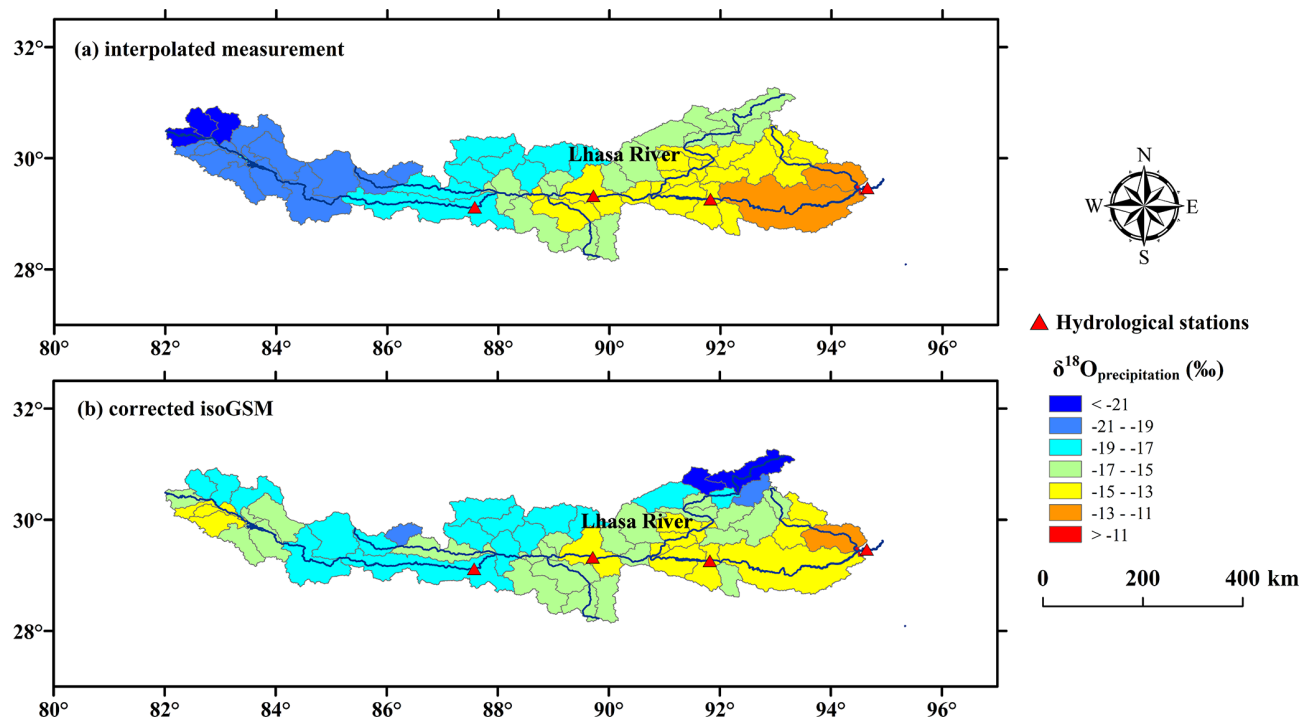 (a) interpolated measurement
Lhasa River
32°
30°
28°
80° 82° 84° 86° 88° 90° 92° 94° 96°
(b) corrected isoGSM
Lhasa River
32°
30°
28°
80° 82° 84° 86° 88° 90° 92° 94° 96°
N
W E
S
Hydrological stations
δ¹⁸Oprecipitation (‰)
< -21
-21 - -19
-19 - -17
-17 - -15
-15 - -13
-13 - -11
> -11
0 200 400 km